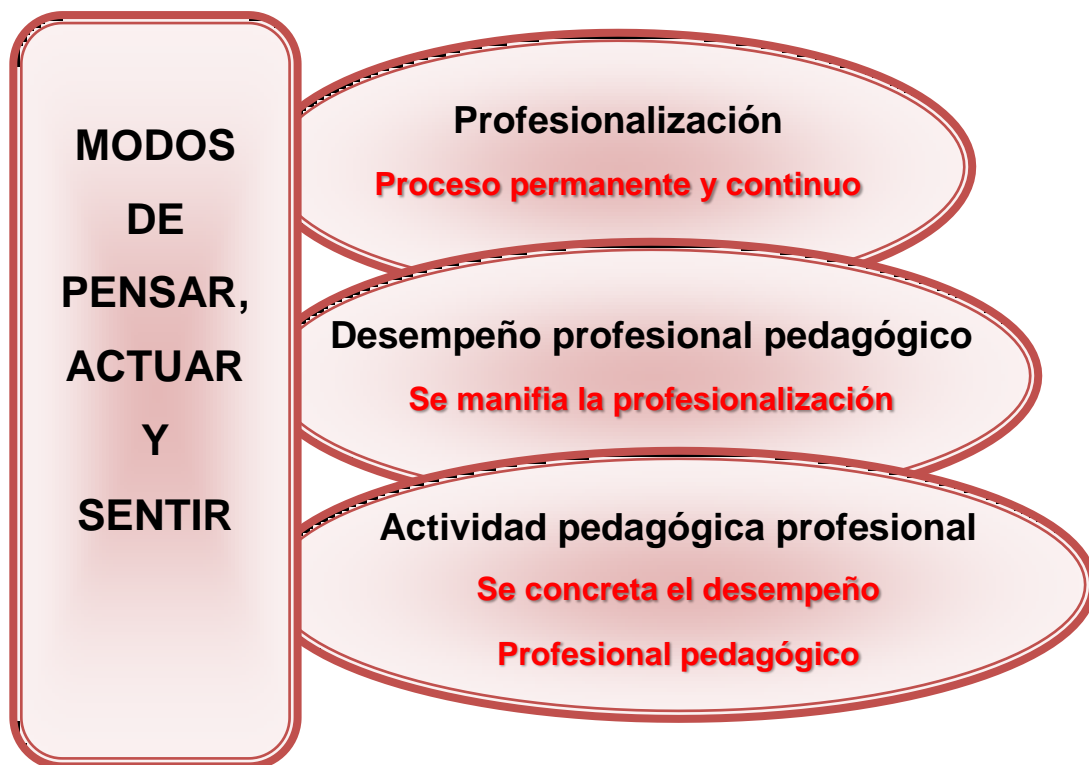 MODOS
DE
PENSAR,
ACTUAR
Y
SENTIR
Profesionalización
Proceso permanente y continuo
Desempeño profesional pedagógico
Se manifia la profesionalización
Actividad pedagógica profesional
Se concreta el desempeño
Profesional pedagógico